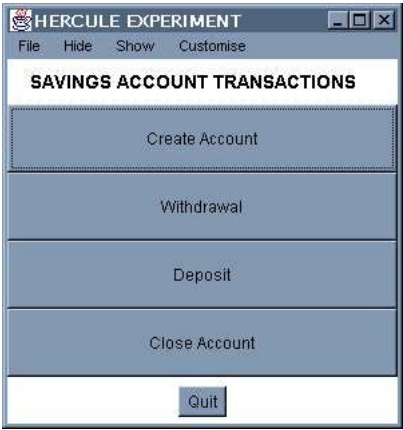 HERCULE EXPERIMENT
File Hide Show Customise
SAVINGS ACCOUNT TRANSACTIONS
Create Account
Withdrawal
Deposit
Close Account
Quit